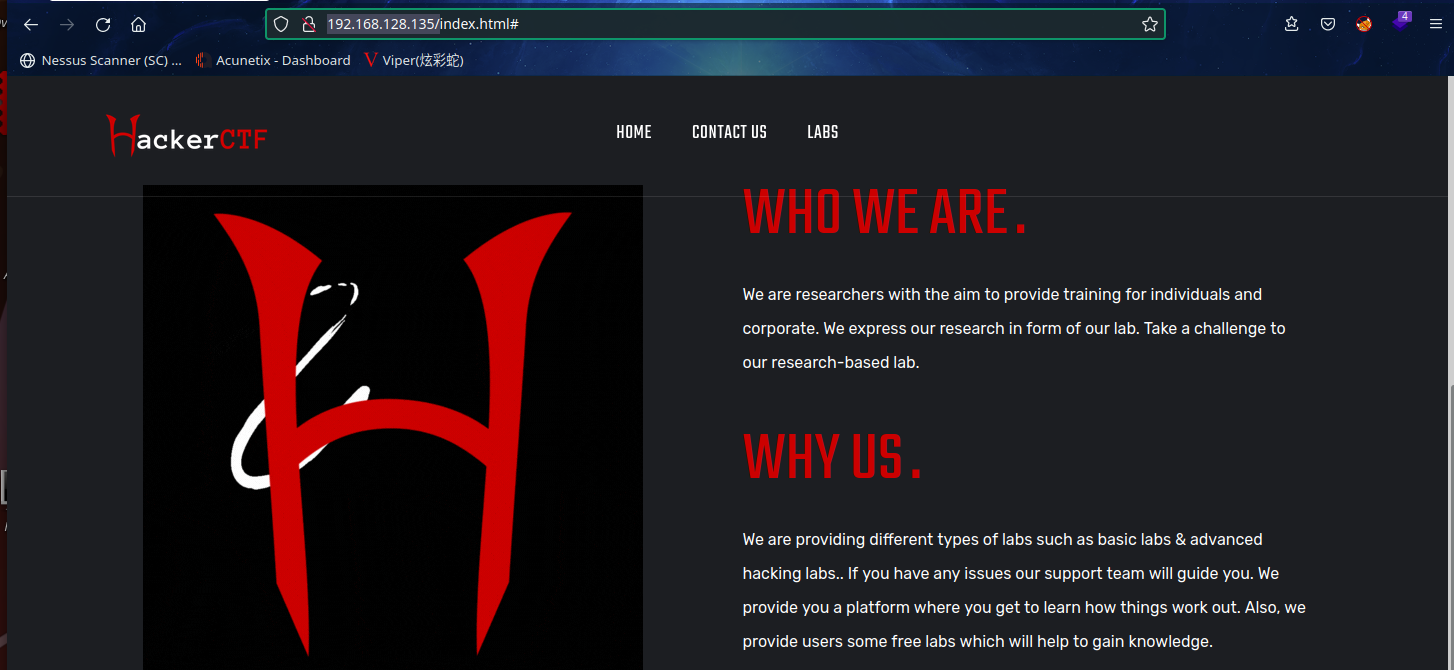 192.168.128.135/index.html#
4
Nessus Scanner (SC) ... Acunetix - Dashboard Viper(炫彩蛇)
HackerCTF
HOME CONTACT US LABS
WHO WE ARE.
We are researchers with the aim to provide training for individuals and
corporate. We express our research in form of our lab. Take a challenge to
our research-based lab.
WHY US.
We are providing different types of labs such as basic labs & advanced
hacking labs.. If you have any issues our support team will guide you. We
provide you a platform where you get to learn how things work out. Also, we
provide users some free labs which will help to gain knowledge.